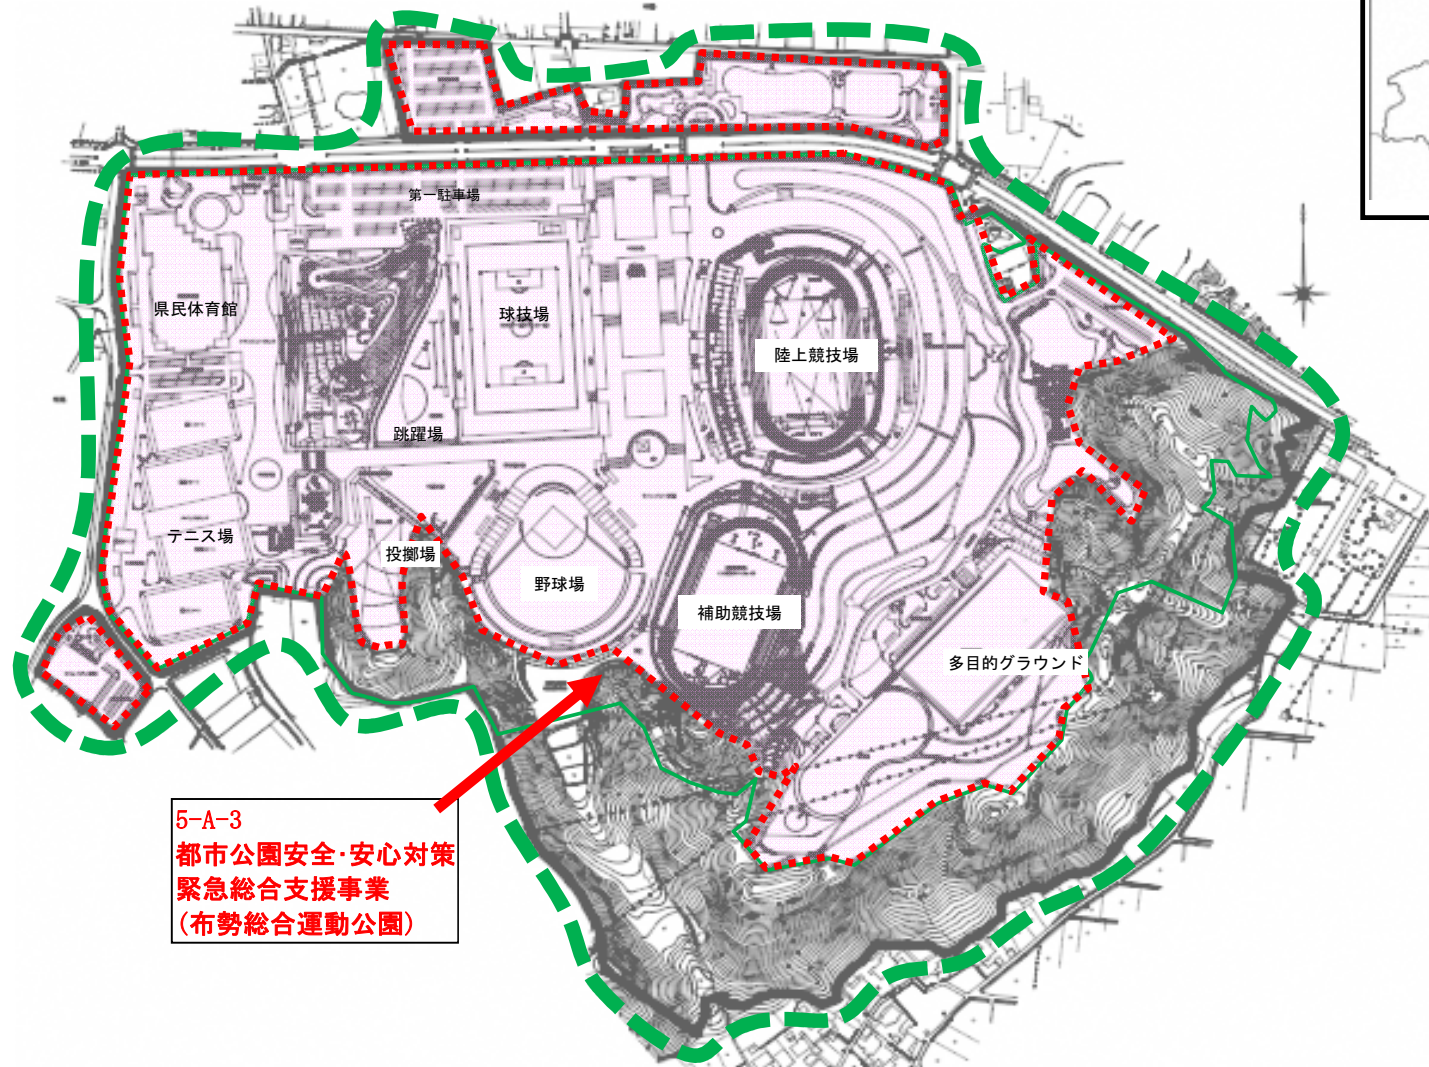 第一駐車場
県民体育館
球技場
陸上競技場
跳躍場
テニス場
投擲場
野球場
補助競技場
多目的グラウンド
5-A-3
都市公園安全・安心対策
緊急総合支援事業
(布勢総合運動公園)